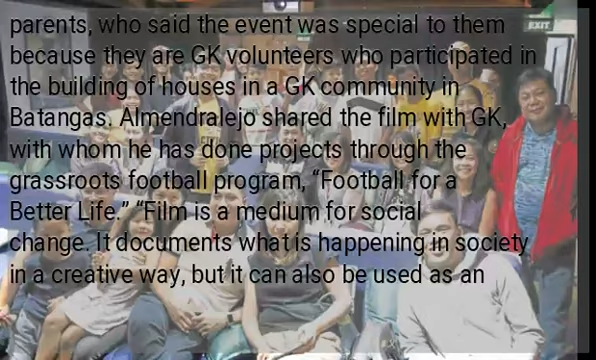 EXIT
parents, who said the event was special to them
because they are GK volunteers who participated in
the building of houses in a GK community in
Batangas. Almendralejo shared the film with GK,
with whom he has done projects through the
grassroots football program, “Football for a
Better Life.” “Film is a medium for social
change. It documents what is happening in society
in a creative way, but it can also be used as an